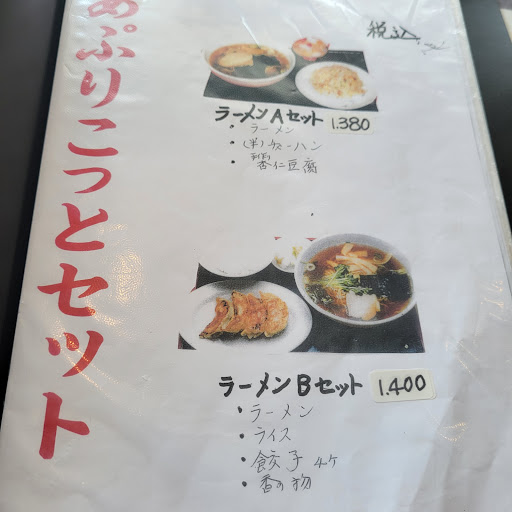 あぷりこっとセット
税込
ラーメンAセット 1.380
・ラーメン
・(半)チャーハン
・杏仁豆腐
ラーメンBセット 1.400
・ラーメン
・ライス
・餃子 4ケ
・香の物